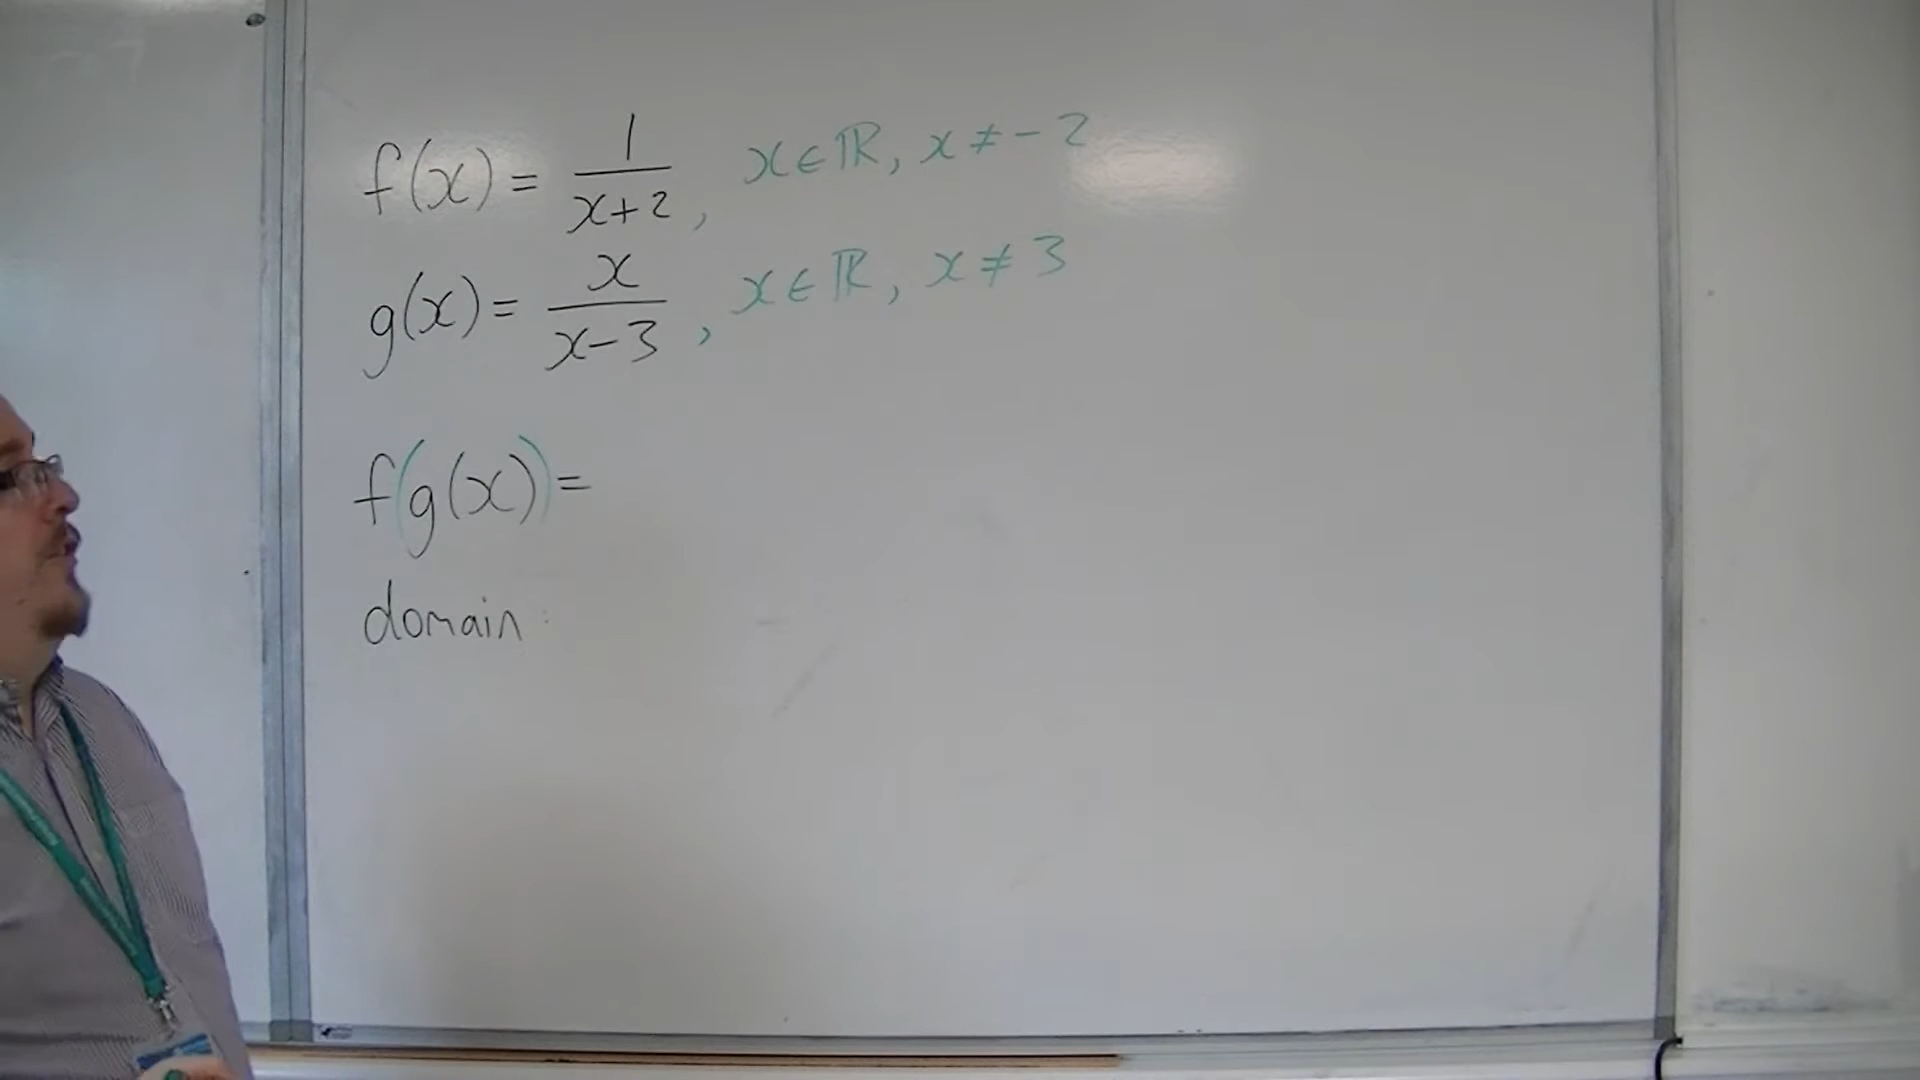 f(x) = 1/(x+2), x∈ℝ, x≠-2
g(x) = x/(x-3), x∈ℝ, x≠3
f(g(x)) =
domain: